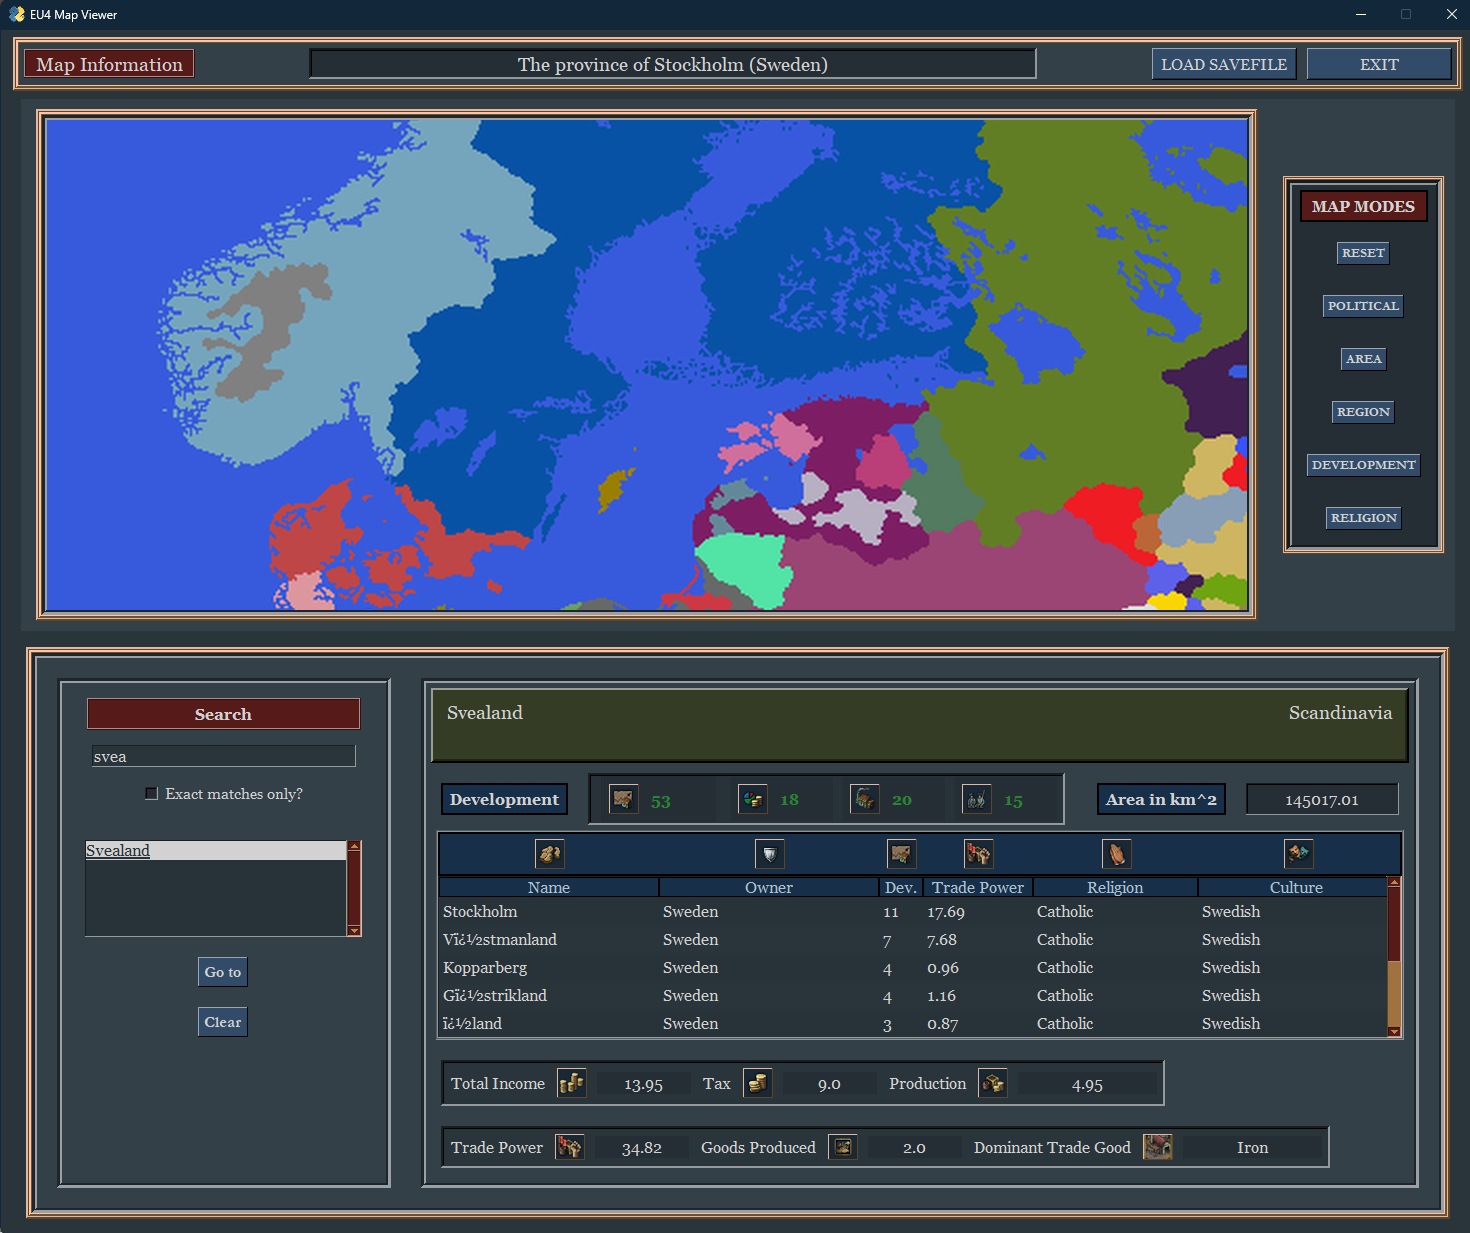 EU4 Map Viewer
Map Information
The province of Stockholm (Sweden)
LOAD SAVEFILE
EXIT
MAP MODES
RESET
POLITICAL
AREA
REGION
DEVELOPMENT
RELIGION
Search
svea
Exact matches only?
Svealand
Go to
Clear
Svealand Scandinavia
Development 53 18 20 15 Area in km^2 145017.01
Name Owner Dev. Trade Power Religion Culture
Stockholm Sweden 11 17.69 Catholic Swedish
Vï¿½stmanland Sweden 7 7.68 Catholic Swedish
Kopparberg Sweden 4 0.96 Catholic Swedish
Gï¿½strikland Sweden 4 1.16 Catholic Swedish
ï¿½land Sweden 3 0.87 Catholic Swedish
Total Income 13.95 Tax 9.0 Production 4.95
Trade Power 34.82 Goods Produced 2.0 Dominant Trade Good Iron